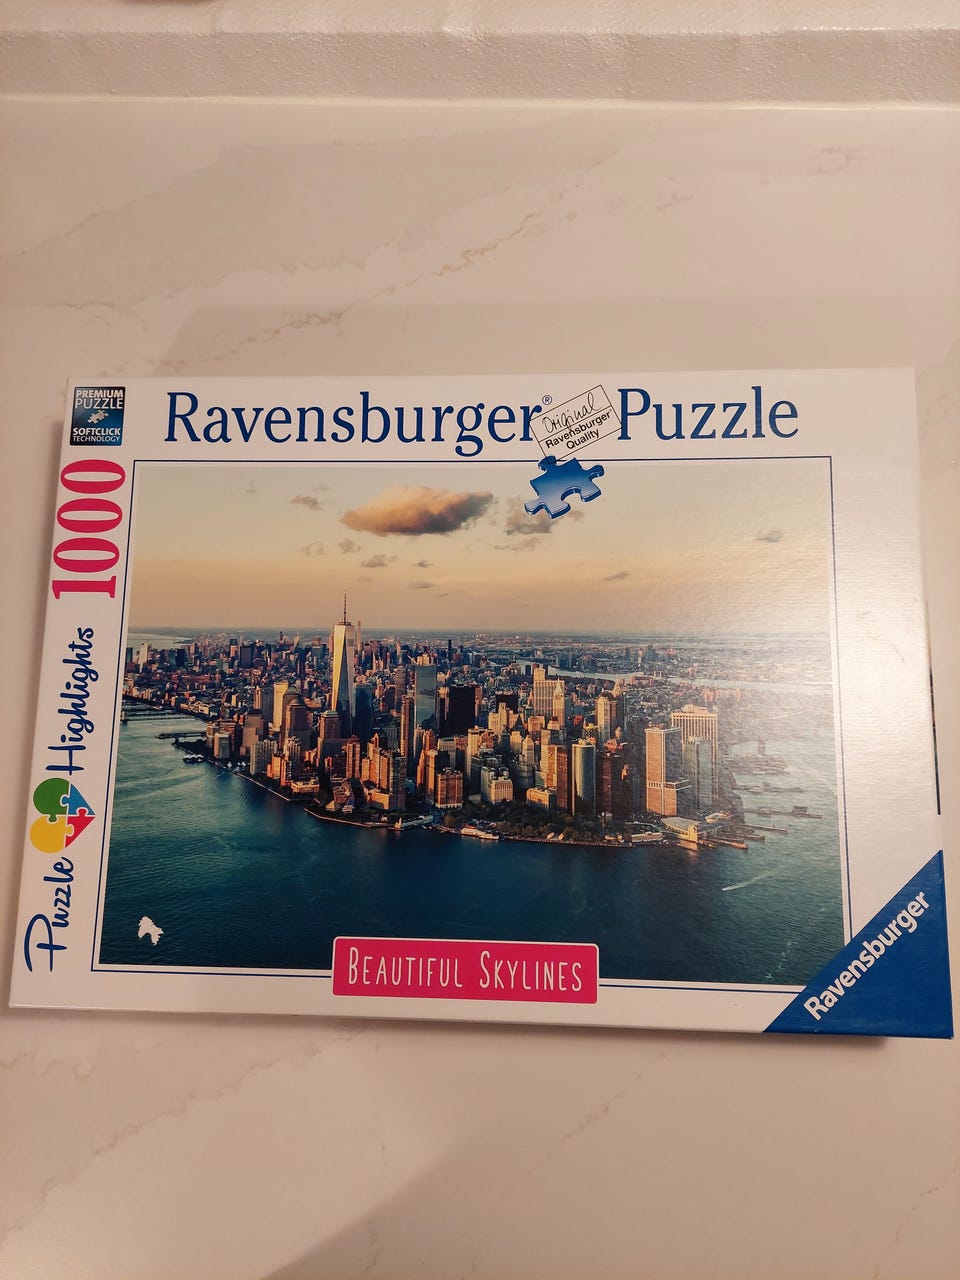 PREMIUM
PUZZLE
SOFTCLICK
TECHNOLOGY
Ravensburger®
Original
Ravensburger
Quality
Puzzle
1000
Puzzle Highlights
BEAUTIFUL SKYLINES
Ravensburger